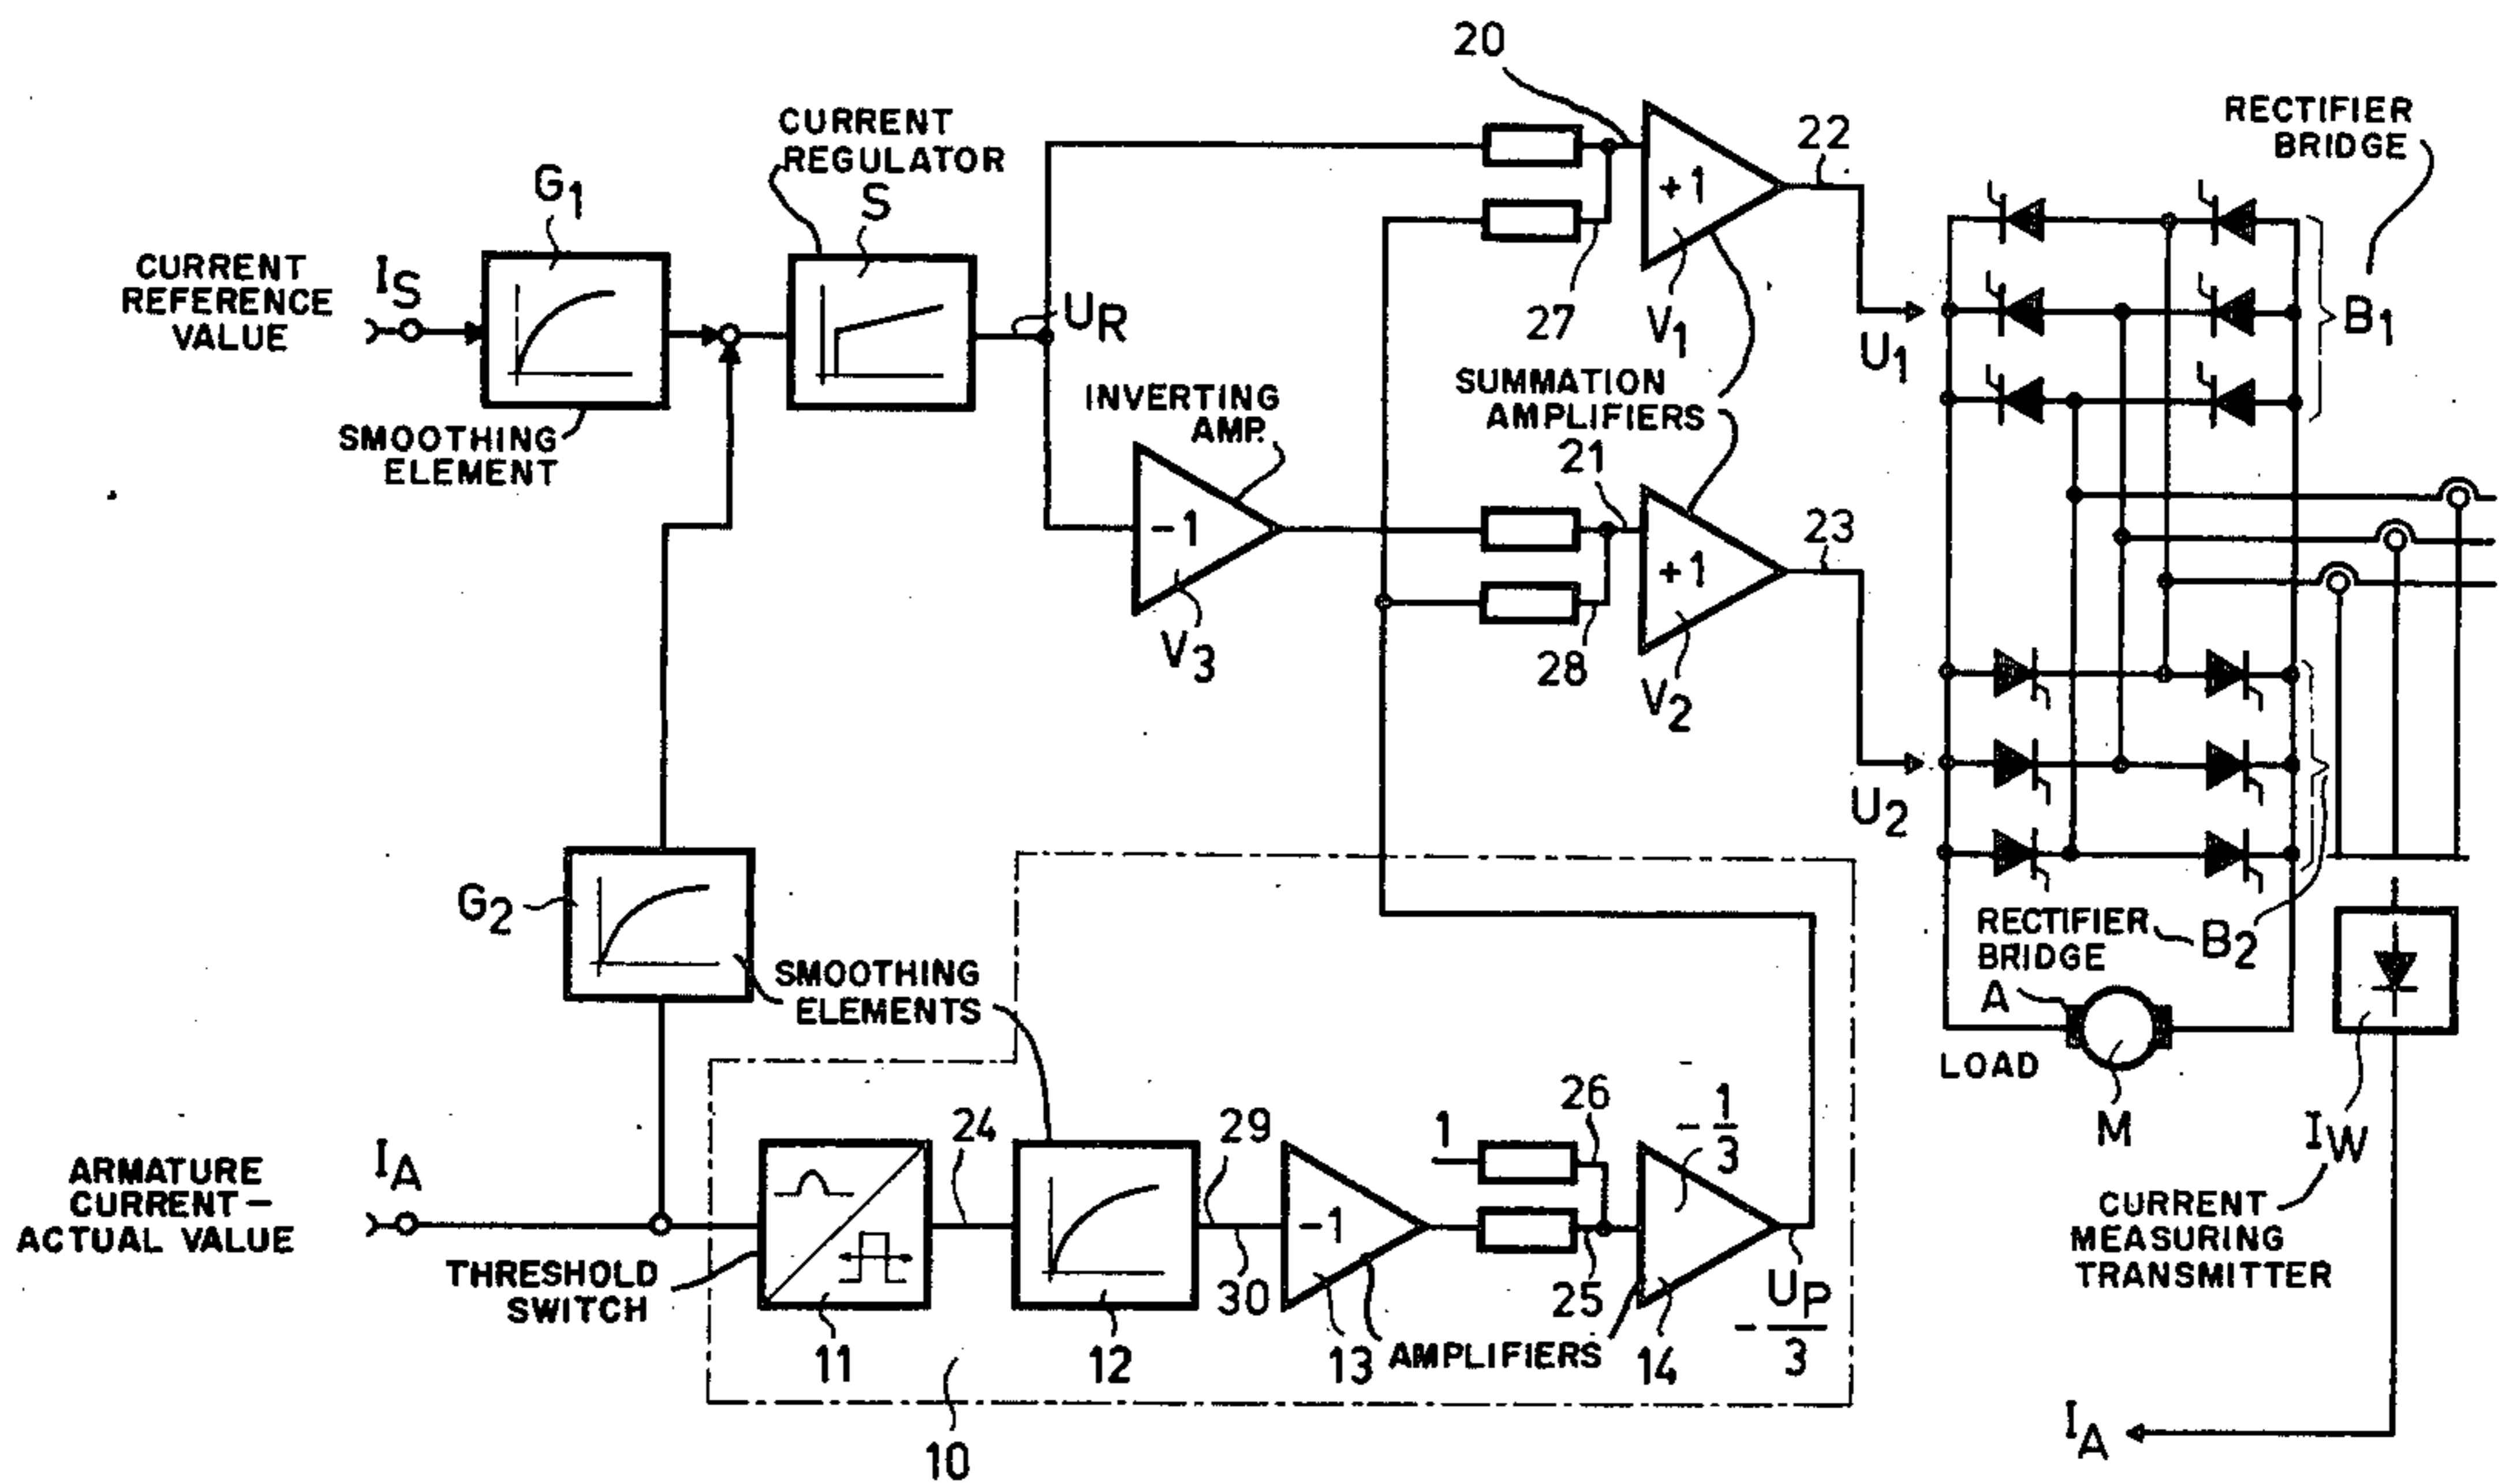 20
CURRENT
REGULATOR
S
RECTIFIER
BRIDGE
22
G1
+1
CURRENT
REFERENCE
VALUE
IS
UR
27
V1
U1
B1
SUMMATION
AMPLIFIERS
INVERTING
AMP.
SMOOTHING
ELEMENT
21
-1
+1
23
V3
28
V2
U2
G2
SMOOTHING
ELEMENTS
RECTIFIER
BRIDGE
B2
A
LOAD
M
IW
CURRENT
MEASURING
TRANSMITTER
ARMATURE
CURRENT-
ACTUAL VALUE
IA
24
29
1
26
- 1/3
-1
THRESHOLD
SWITCH
30
25
UP
- 3
11
12
13
AMPLIFIERS
14
10
IA